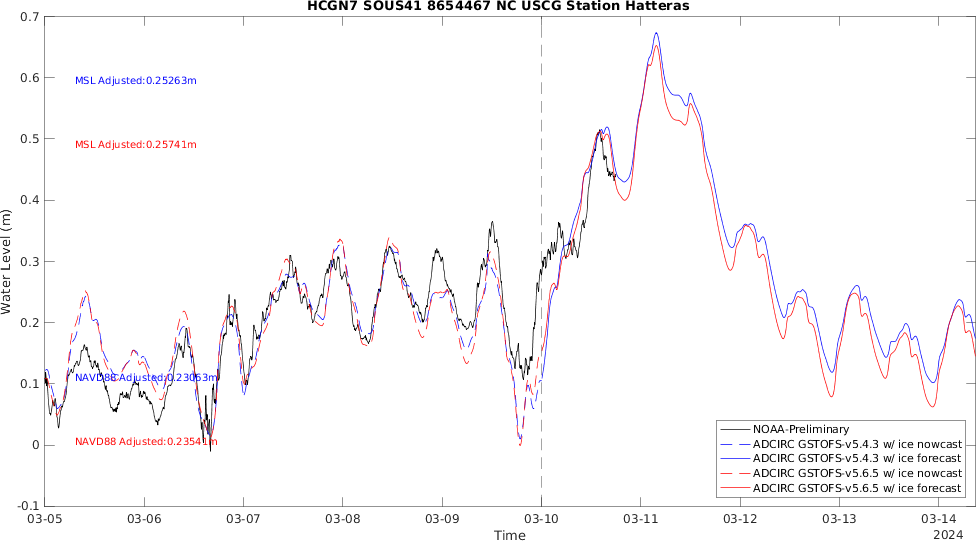 HCGN7 SOUS41 8654467 NC USCG Station Hatteras
0.7
0.6
0.5
0.4
0.3
0.2
0.1
0
-0.1
Water Level (m)
MSL Adjusted:0.25263m
MSL Adjusted:0.25741m
NAVD88 Adjusted:0.23063m
NAVD88 Adjusted:0.23541m
NOAA-Preliminary
ADCIRC GSTOFS-v5.4.3 w/ ice nowcast
ADCIRC GSTOFS-v5.4.3 w/ ice forecast
ADCIRC GSTOFS-v5.6.5 w/ ice nowcast
ADCIRC GSTOFS-v5.6.5 w/ ice forecast
03-05 03-06 03-07 03-08 03-09 03-10 03-11 03-12 03-13 03-14
Time
2024